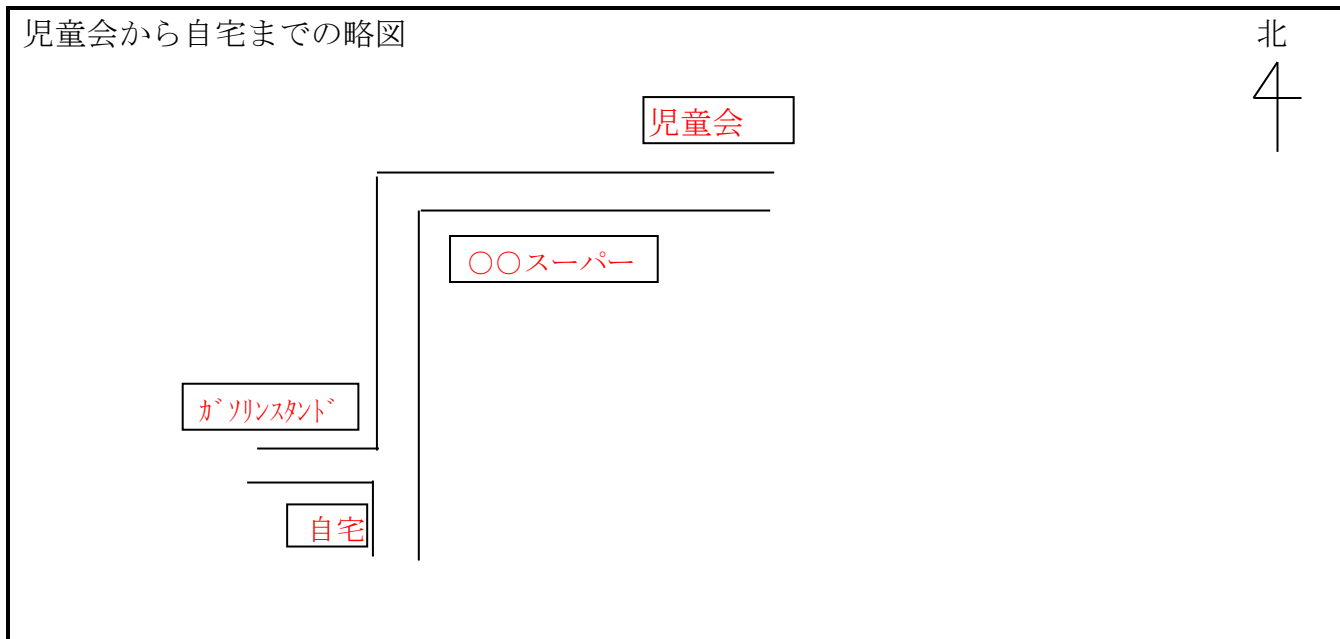 児童会から自宅までの略図
北
児童会
○○スーパー
ガソリンスタンド
自宅